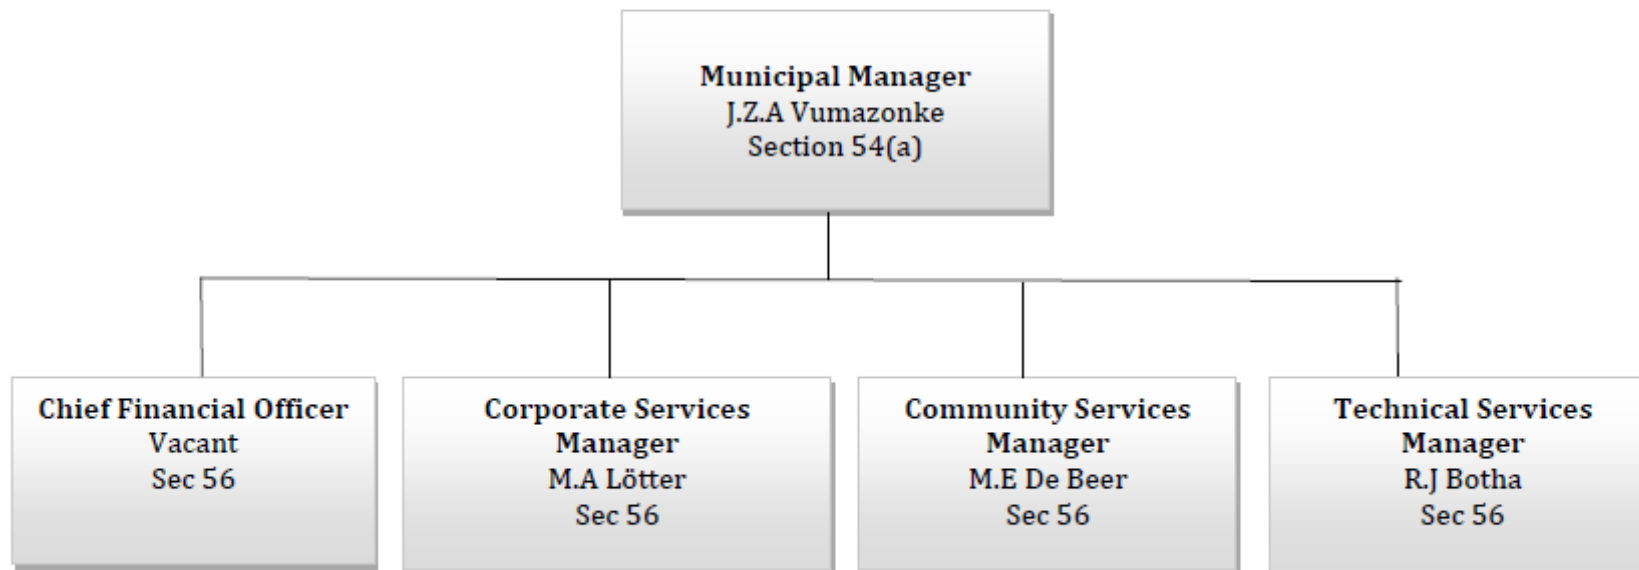 Municipal Manager
J.Z.A Vumazonke
Section 54(a)
Chief Financial Officer
Vacant
Sec 56
Corporate Services
Manager
M.A Lötter
Sec 56
Community Services
Manager
M.E De Beer
Sec 56
Technical Services
Manager
R.J Botha
Sec 56